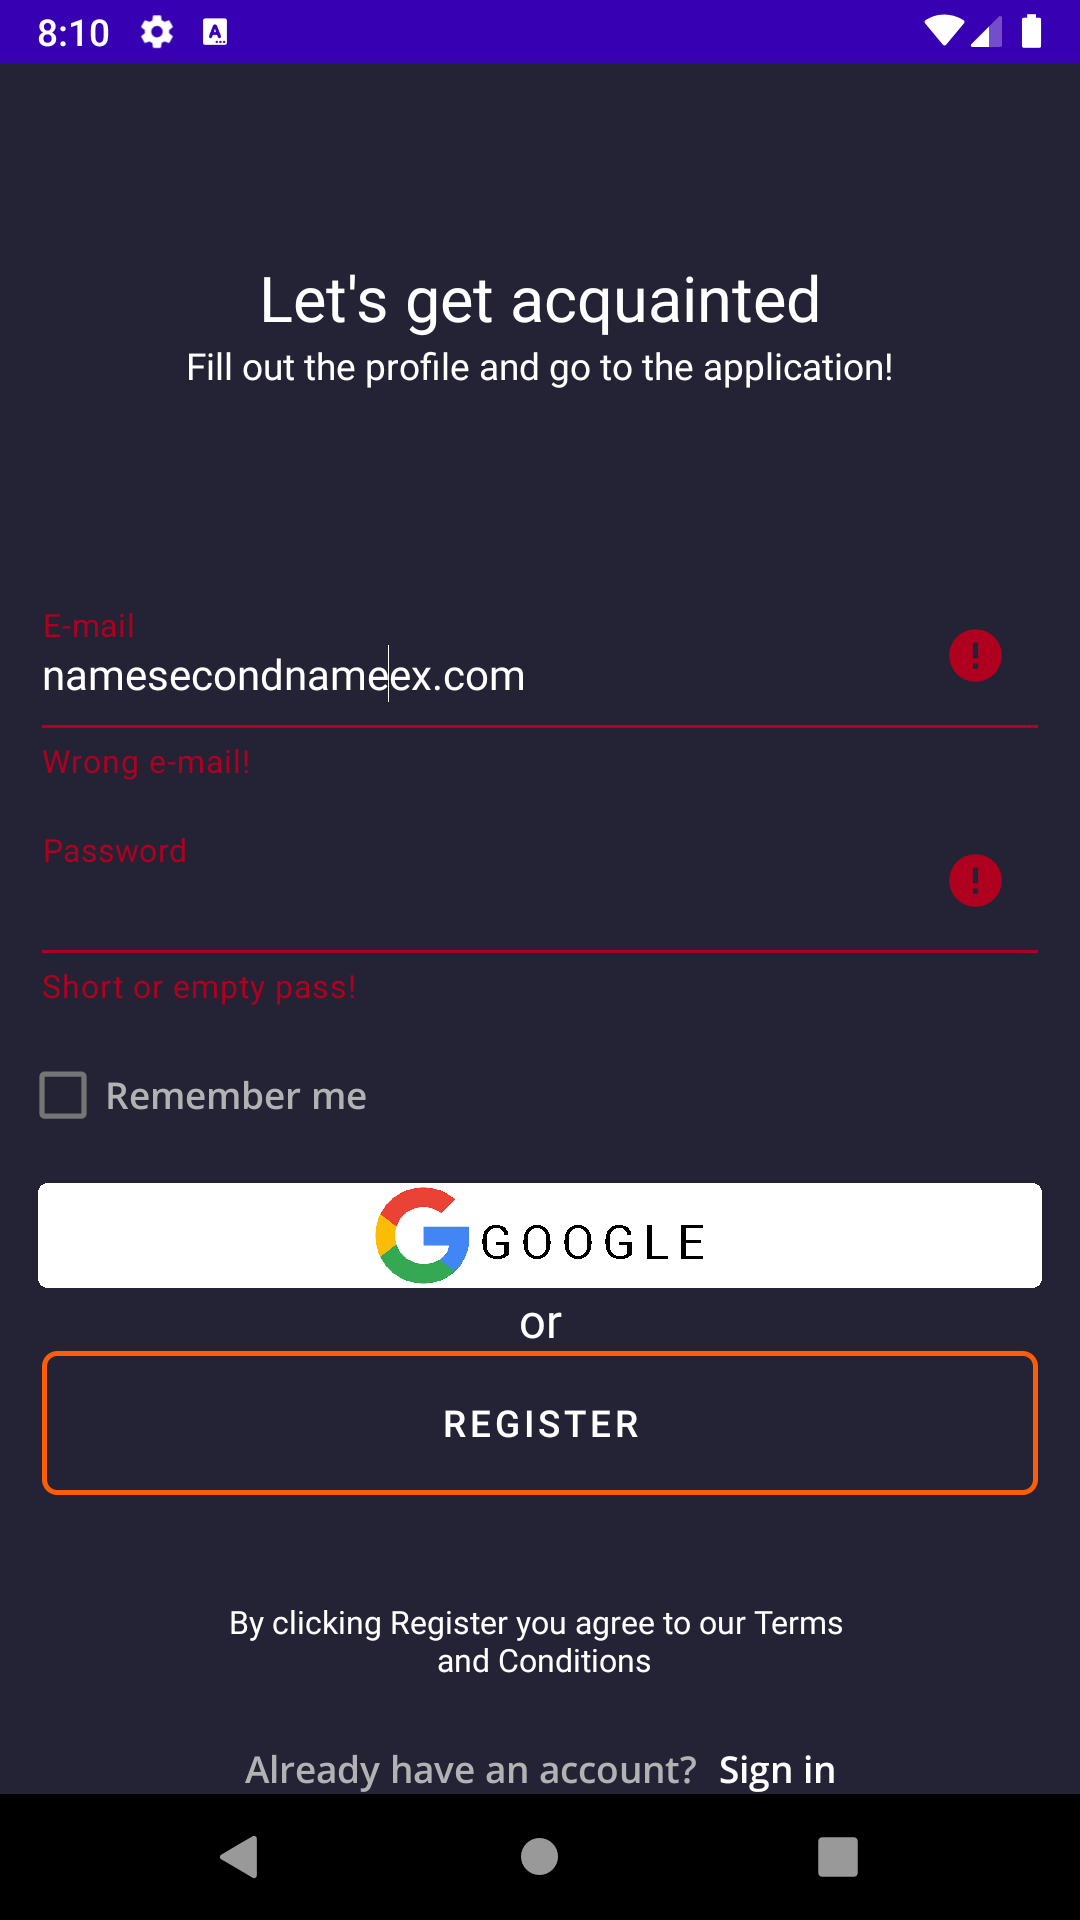 8:10
Let's get acquainted
Fill out the profile and go to the application!
E-mail
namesecondnameex.com
Wrong e-mail!
Password
Short or empty pass!
Remember me
GOOGLE
or
REGISTER
By clicking Register you agree to our Terms
and Conditions
Already have an account? Sign in